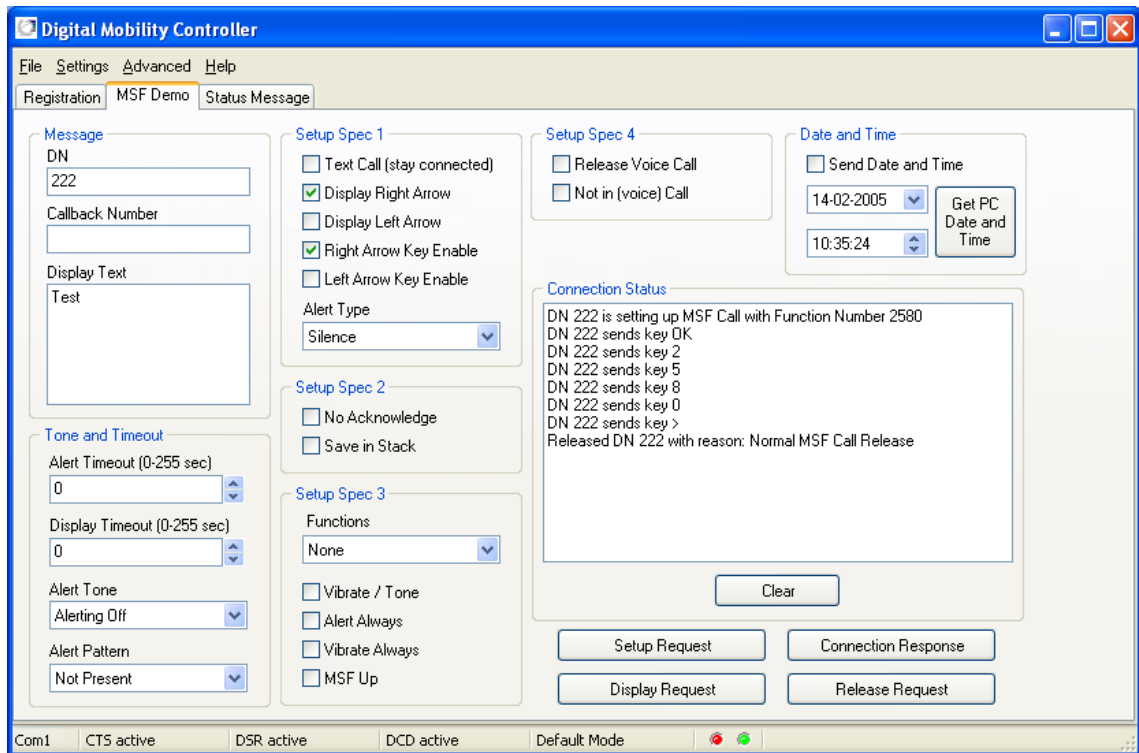 Digital Mobility Controller
File Settings Advanced Help
Registration MSF Demo Status Message
Message
DN
222
Callback Number
Display Text
Test
Tone and Timeout
Alert Timeout (0-255 sec)
0
Display Timeout (0-255 sec)
0
Alert Tone
Alerting Off
Alert Pattern
Not Present
Setup Spec 1
Text Call (stay connected)
Display Right Arrow
Display Left Arrow
Right Arrow Key Enable
Left Arrow Key Enable
Alert Type
Silence
Setup Spec 2
No Acknowledge
Save in Stack
Setup Spec 3
Functions
None
Vibrate / Tone
Alert Always
Vibrate Always
MSF Up
Setup Spec 4
Release Voice Call
Not in (voice) Call
Date and Time
Send Date and Time
14-02-2005
10:35:24
Get PC
Date and
Time
Connection Status
DN 222 is setting up MSF Call with Function Number 2580
DN 222 sends key OK
DN 222 sends key 2
DN 222 sends key 5
DN 222 sends key 8
DN 222 sends key 0
DN 222 sends key >
Released DN 222 with reason: Normal MSF Call Release
Clear
Setup Request Connection Response
Display Request Release Request
Com1 CTS active DSR active DCD active Default Mode